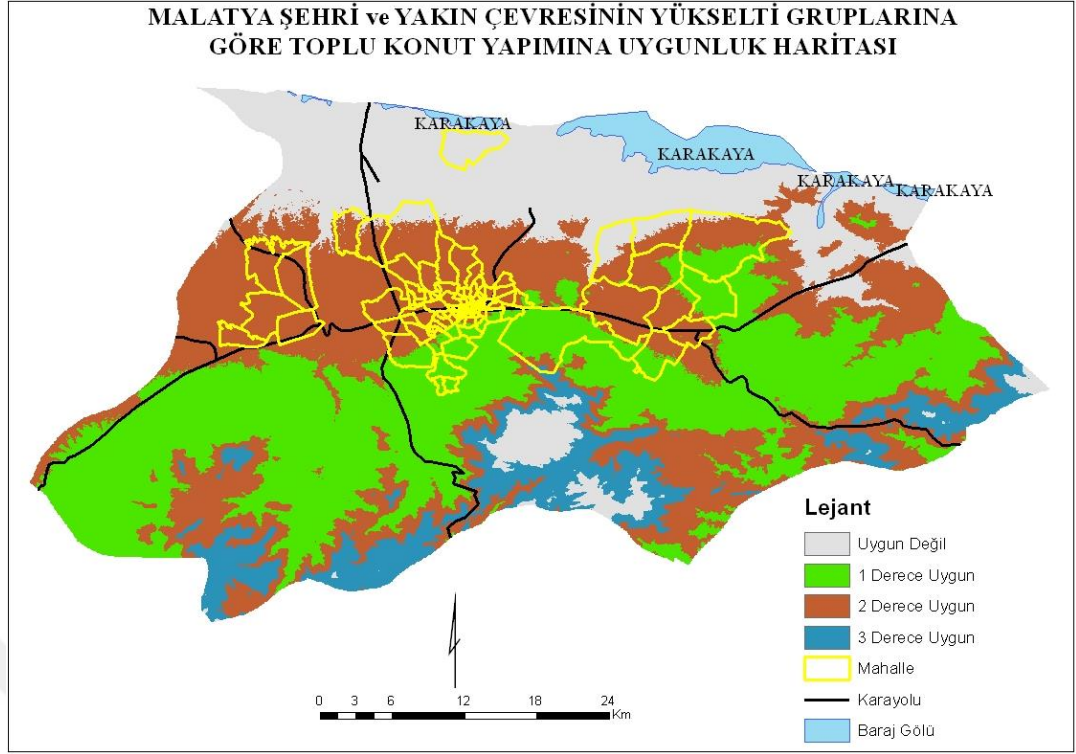 MALATYA ŞEHRİ ve YAKIN ÇEVRESİNİN YÜKSELTİ GRUPLARINA
GÖRE TOPLU KONUT YAPIMINA UYGUNLUK HARİTASI
KARAKAYA
KARAKAYA
KARAKAYA
KARAKAYA
Lejant
Uygun Değil
1 Derece Uygun
2 Derece Uygun
3 Derece Uygun
Mahalle
Karayolu
Baraj Gölü
0 3 6 12 18 24
Km